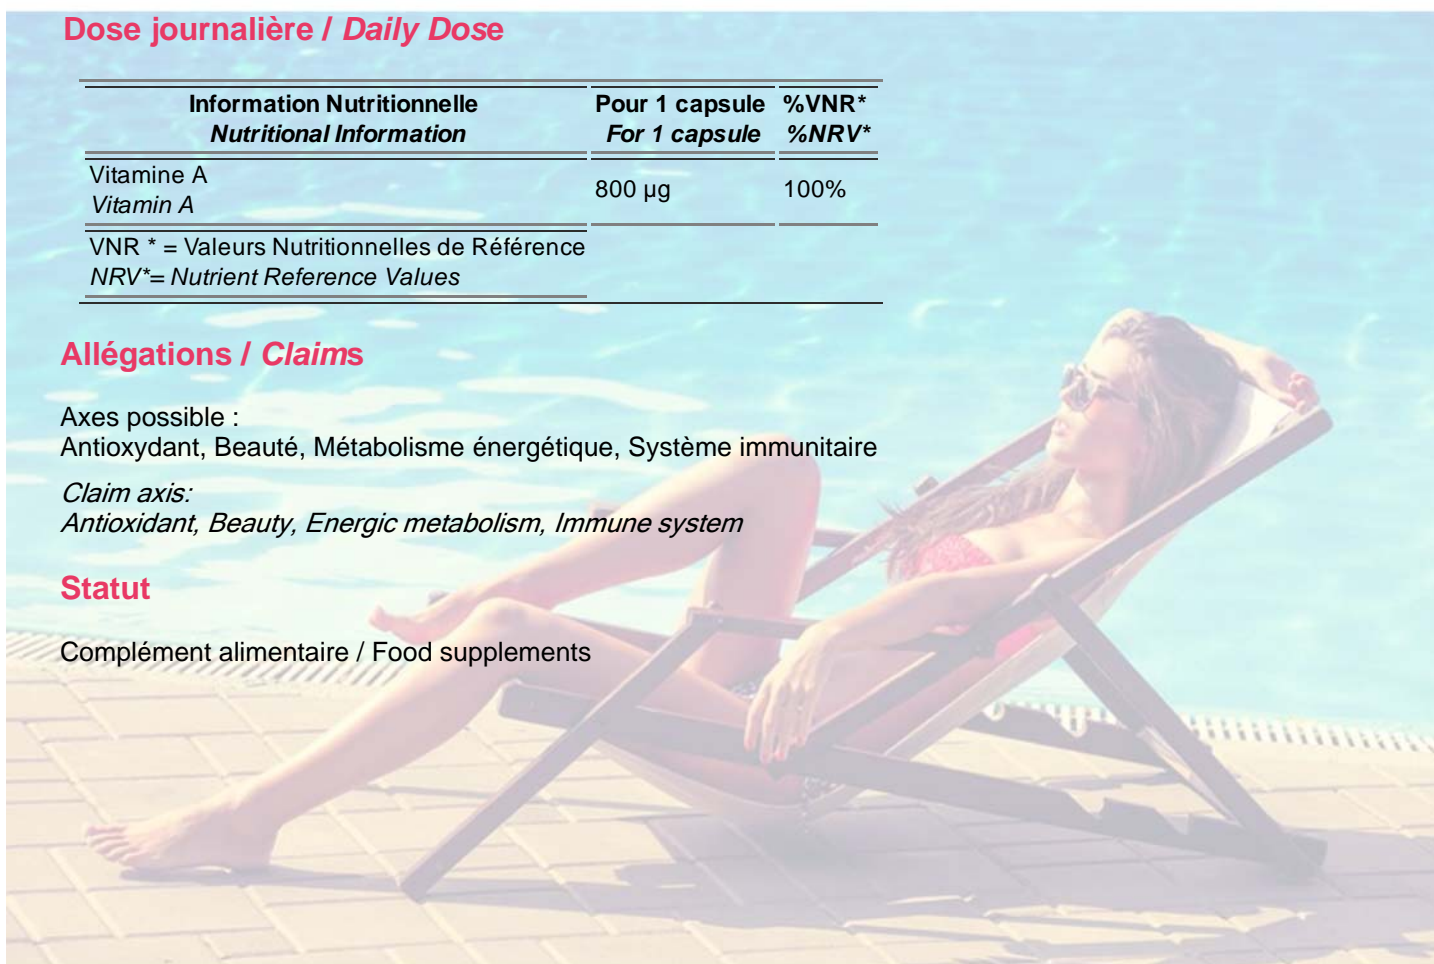 Dose journalière / Daily Dose
Information Nutritionnelle Pour 1 capsule %VNR*
Nutritional Information For 1 capsule %NRV*
Vitamine A
Vitamin A
800 µg 100%
VNR * = Valeurs Nutritionnelles de Référence
NRV*= Nutrient Reference Values
Allégations / Claims
Axes possible :
Antioxydant, Beauté, Métabolisme énergétique, Système immunitaire
Claim axis:
Antioxidant, Beauty, Energic metabolism, Immune system
Statut
Complément alimentaire / Food supplements